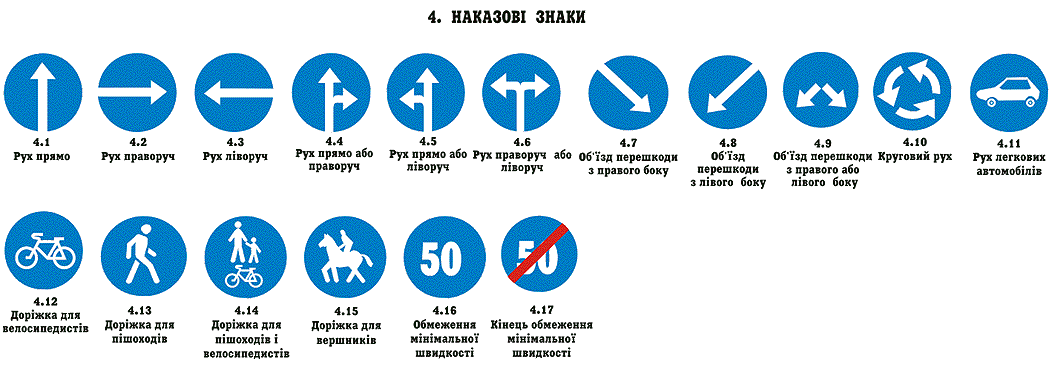 4. НАКАЗОВІ ЗНАКИ
4.1
Рух прямо
4.2
Рух праворуч
4.3
Рух ліворуч
4.4
Рух прямо або
праворуч
4.5
Рух прямо або
ліворуч
4.6
Рух праворуч або
ліворуч
4.7
Об'їзд перешкоди
з правого боку
4.8
Об'їзд
перешкоди
з лівого боку
4.9
Об'їзд перешкоди
з правого або
лівого боку
4.10
Круговий рух
4.11
Рух легкових
автомобілів
4.12
Доріжка для
велосипедистів
4.13
Доріжка для
пішоходів
4.14
Доріжка для
пішоходів і
велосипедистів
4.15
Доріжка для
вершників
50
4.16
Обмеження
мінімальної
швидкості
50
4.17
Кінець обмеження
мінімальної
швидкості